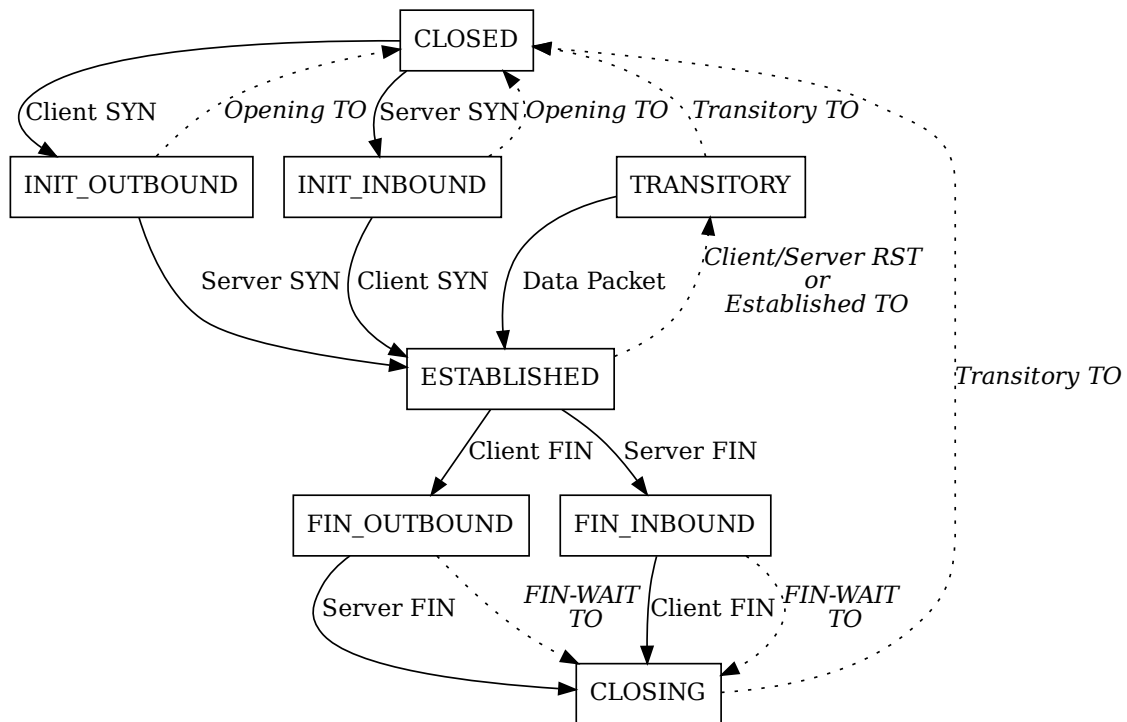 CLOSED
Client SYN
Opening TO
Server SYN
Opening TO
Transitory TO
INIT_OUTBOUND
INIT_INBOUND
TRANSITORY
Server SYN
Client SYN
Data Packet
Client/Server RST
or
Established TO
ESTABLISHED
Transitory TO
Client FIN
Server FIN
FIN_OUTBOUND
FIN_INBOUND
Server FIN
FIN-WAIT
TO
Client FIN
FIN-WAIT
TO
CLOSING